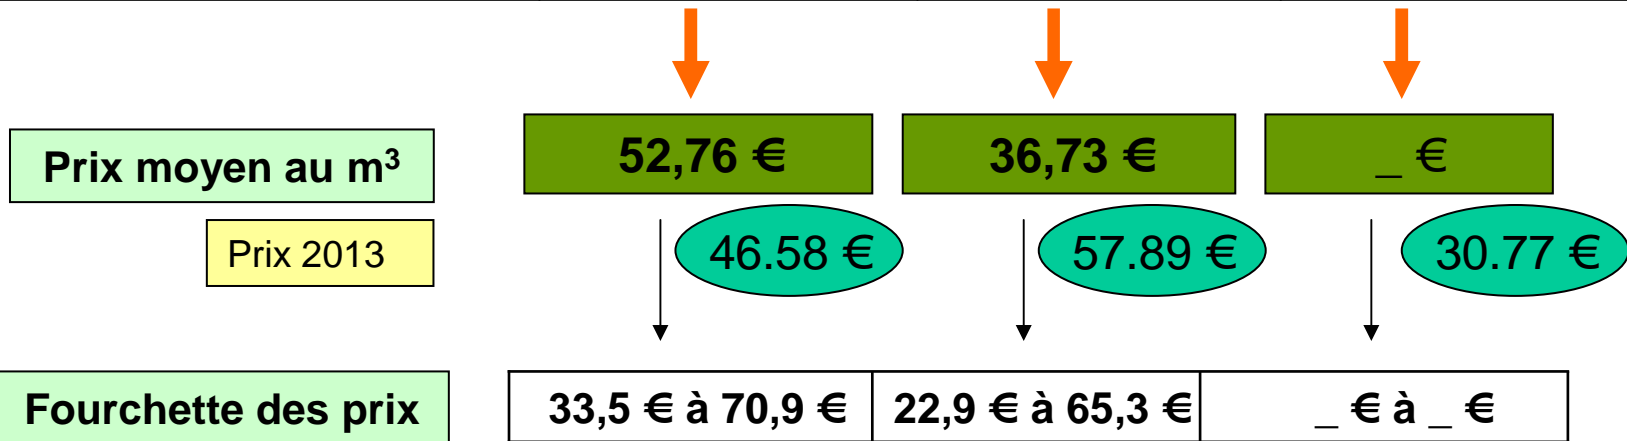 Prix moyen au m³ 52,76 € 36,73 € _ €
Prix 2013 46.58 € 57.89 € 30.77 €
Fourchette des prix 33,5 € à 70,9 € 22,9 € à 65,3 € _ € à _ €